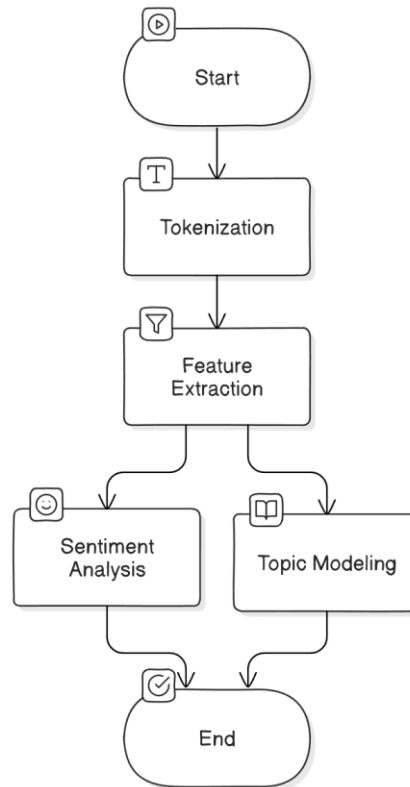 Start
Tokenization
Feature
Extraction
Sentiment
Analysis
Topic Modeling
End